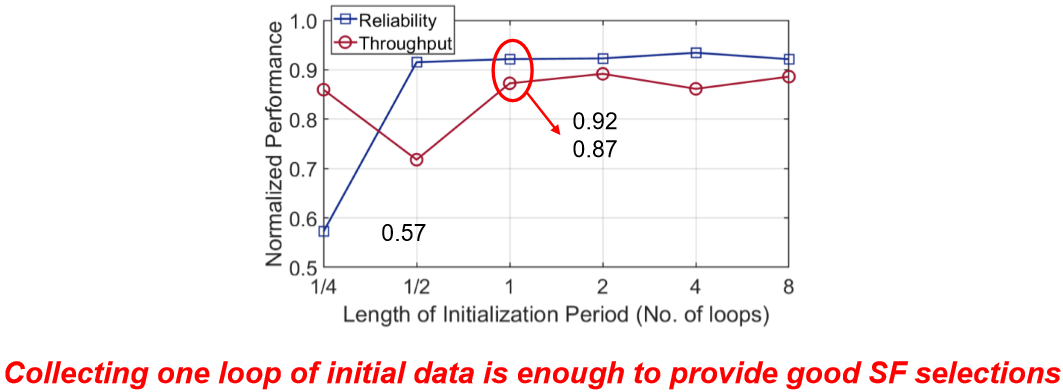 1.0
Reliability
Throughput
0.9
0.8
0.92
0.87
0.7
0.6
0.57
0.5
Normalized Performance
1/4 1/2 1 2 4 8
Length of Initialization Period (No. of loops)
Collecting one loop of initial data is enough to provide good SF selections